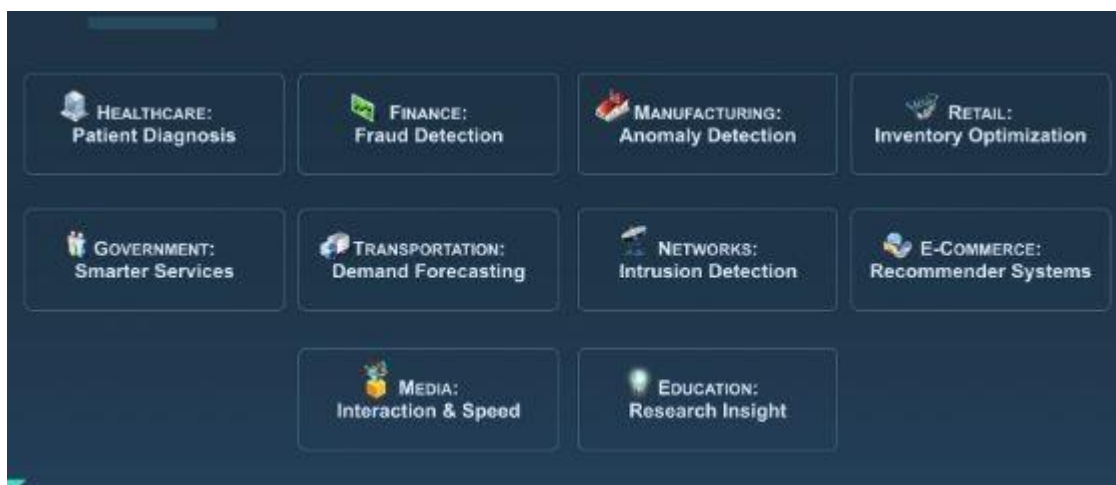 HEALTHCARE:
Patient Diagnosis
FINANCE:
Fraud Detection
MANUFACTURING:
Anomaly Detection
RETAIL:
Inventory Optimization
GOVERNMENT:
Smarter Services
TRANSPORTATION:
Demand Forecasting
NETWORKS:
Intrusion Detection
E-COMMERCE:
Recommender Systems
MEDIA:
Interaction & Speed
EDUCATION:
Research Insight